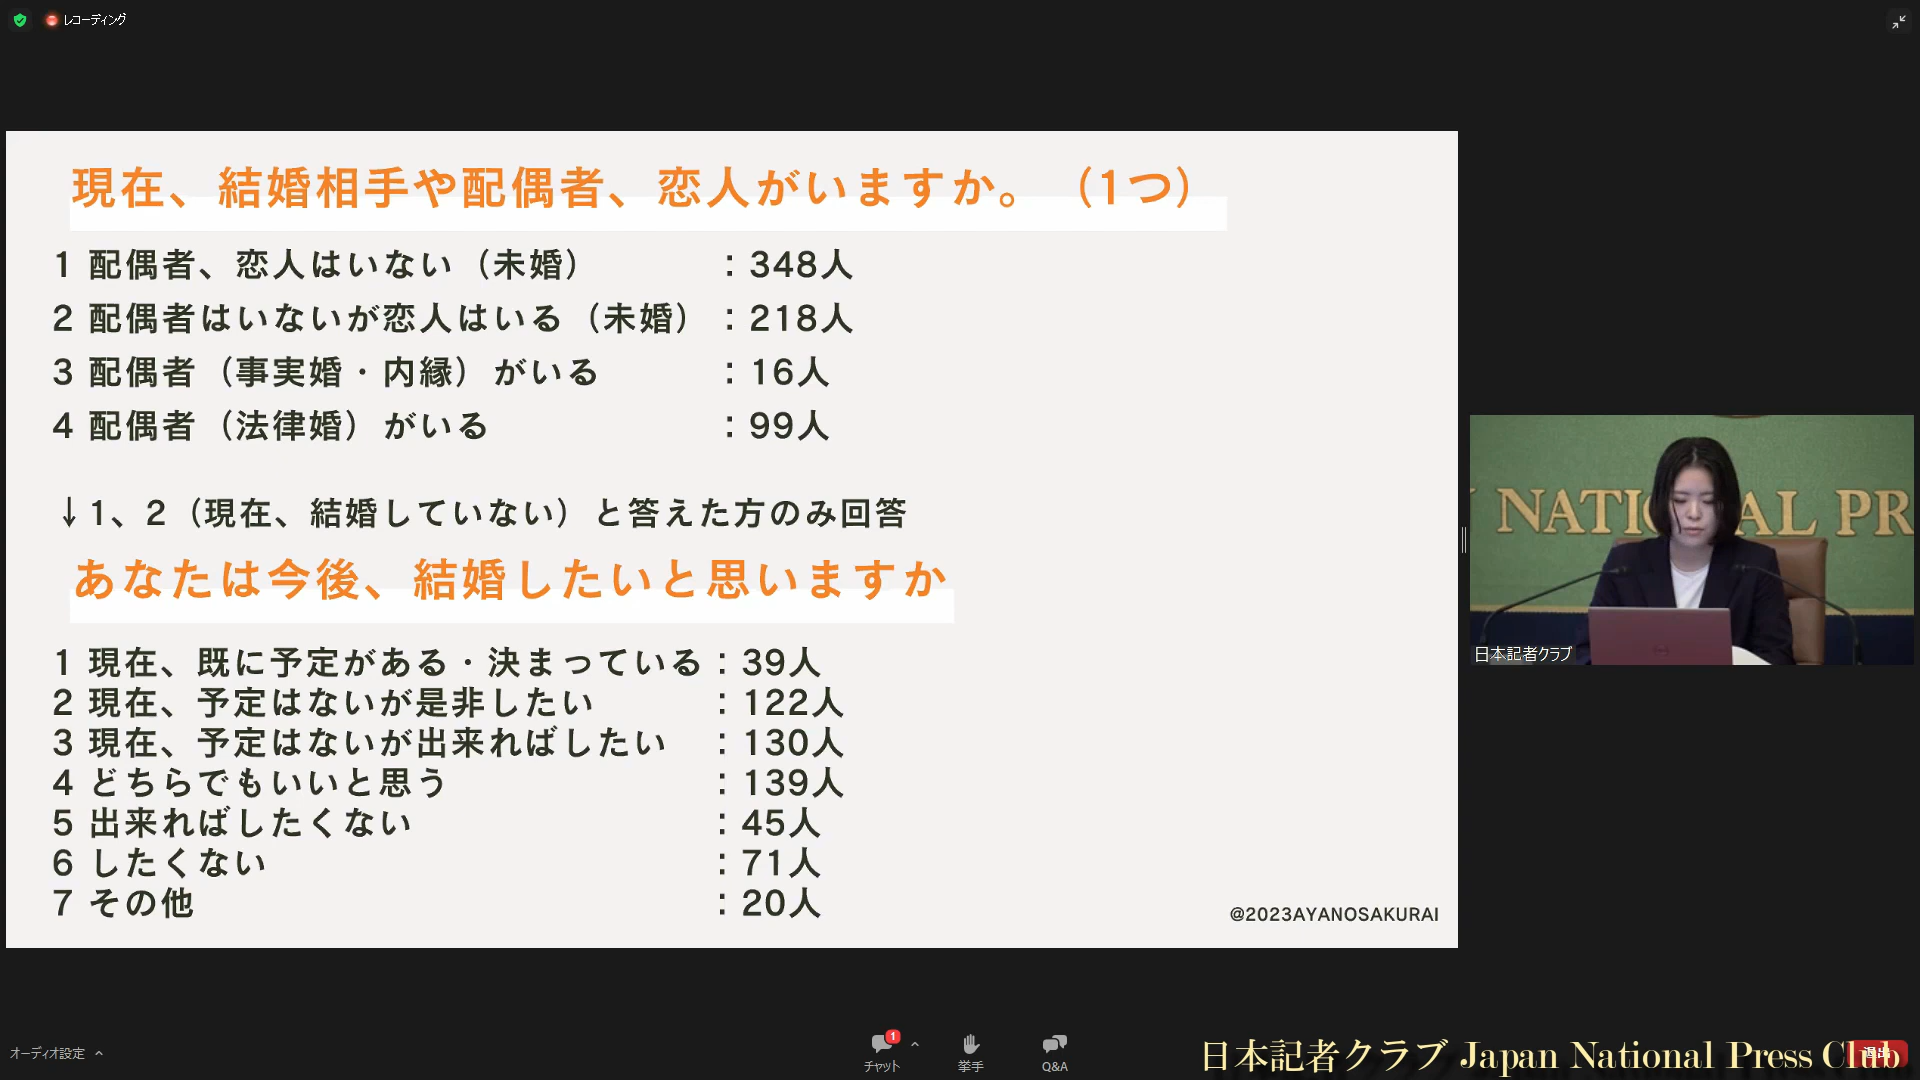 レコーディング
現在、結婚相手や配偶者、恋人がいますか。（1つ）
1 配偶者、恋人はいない（未婚）：348人
2 配偶者はいないが恋人はいる（未婚）：218人
3 配偶者（事実婚・内縁）がいる：16人
4 配偶者（法律婚）がいる：99人
↓1、2（現在、結婚していない）と答えた方のみ回答
あなたは今後、結婚したいと思いますか
1 現在、既に予定がある・決まっている：39人
2 現在、予定はないが是非したい：122人
3 現在、予定はないが出来ればしたい：130人
4 どちらでもいいと思う：139人
5 出来ればしたくない：45人
6 したくない：71人
7 その他：20人
@2023AYANOSAKURAI
NATIONAL PR
日本記者クラブ
オーディオ設定
1
チャット
挙手
Q&A
日本記者クラブ Japan National Press Club
退出